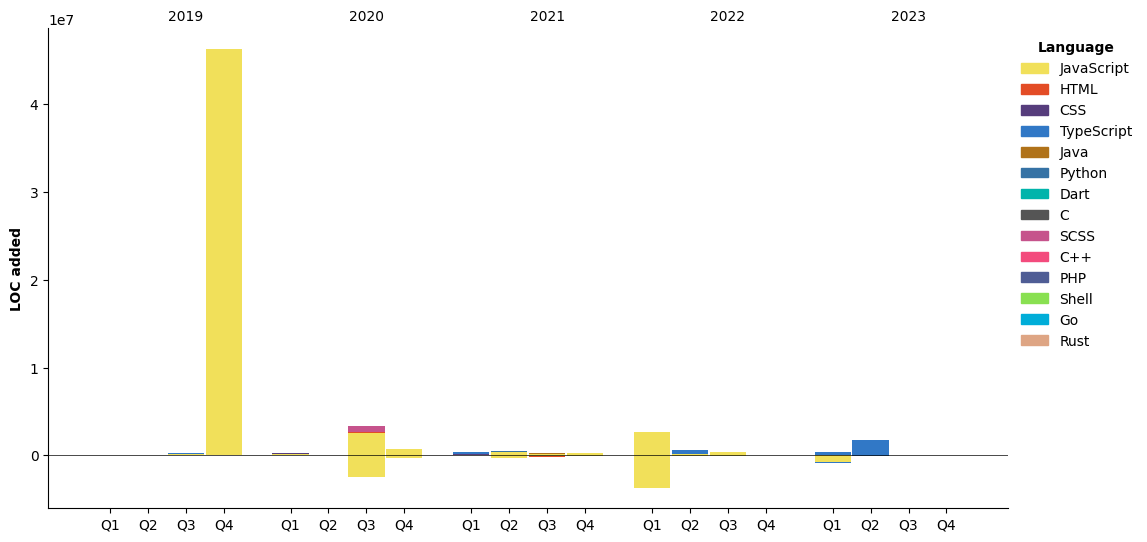 2019 2020 2021 2022 2023
1e7
Language
JavaScript
HTML
CSS
TypeScript
Java
Python
Dart
C
SCSS
C++
PHP
Shell
Go
Rust
LOC added
4
3
2
1
0
Q1 Q2 Q3 Q4 Q1 Q2 Q3 Q4 Q1 Q2 Q3 Q4 Q1 Q2 Q3 Q4 Q1 Q2 Q3 Q4